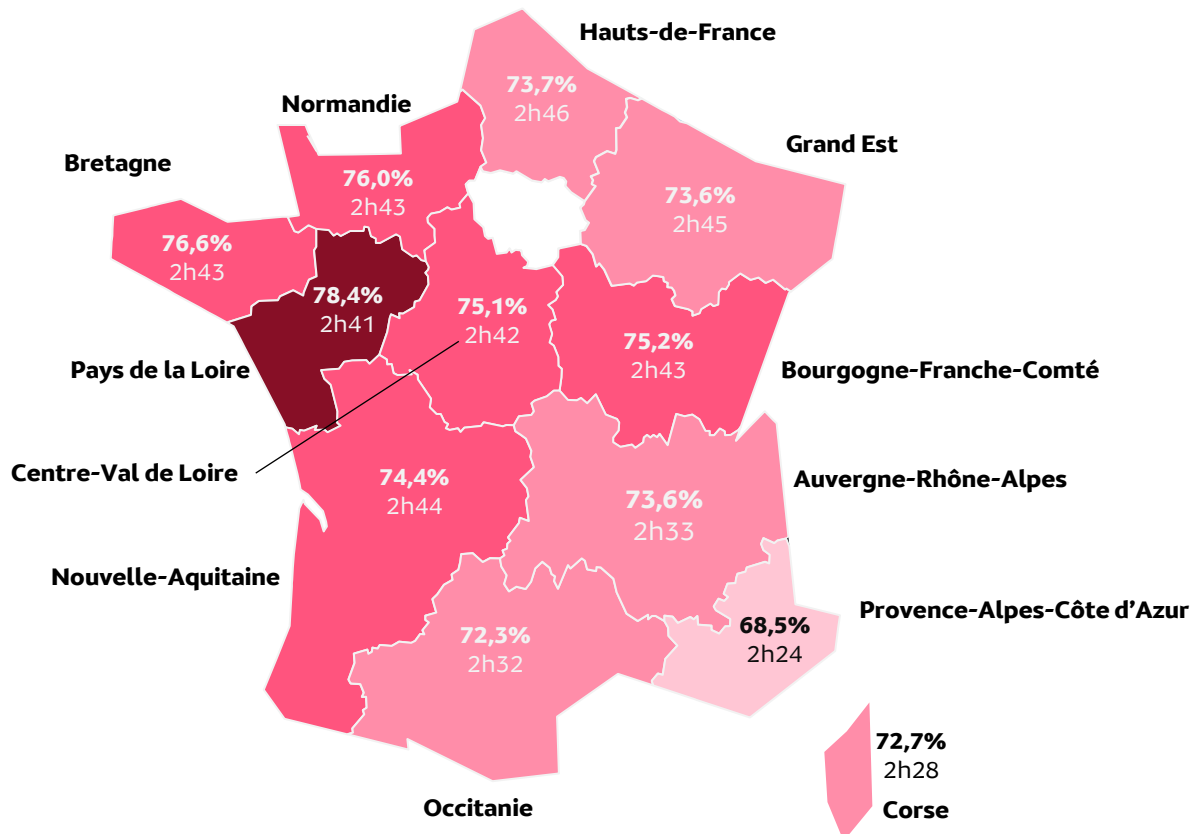 Hauts-de-France
73,7%
2h46
Normandie
Grand Est
Bretagne
76,0%
2h43
73,6%
2h45
76,6%
2h43
78,4%
2h41
75,1%
2h42
75,2%
2h43
Pays de la Loire
Bourgogne-Franche-Comté
Centre-Val de Loire
74,4%
2h44
Auvergne-Rhône-Alpes
73,6%
2h33
Nouvelle-Aquitaine
Provence-Alpes-Côte d’Azur
72,3%
2h32
68,5%
2h24
72,7%
2h28
Occitanie
Corse